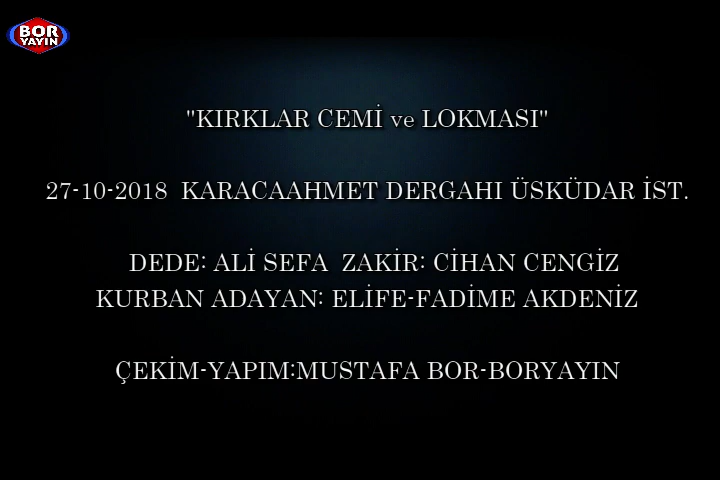 BOR
YAYIN
"KIRKLAR CEMİ ve LOKMASI"
27-10-2018 KARACAAHMET DERGAHI ÜSKÜDAR İST.
DEDE: ALİ SEFA ZAKİR: CİHAN CENGİZ
KURBAN ADAYAN: ELİFE-FADİME AKDENİZ
ÇEKİM-YAPIM:MUSTAFA BOR-BORYAYIN